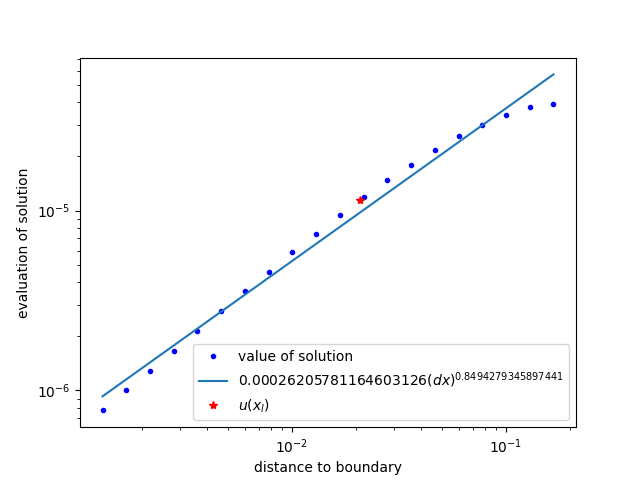 evaluation of solution
10⁻⁵
10⁻⁶
value of solution
0.00026205781164603126(dx)^0.8494279345897441
u(x_l)
10⁻² 10⁻¹
distance to boundary